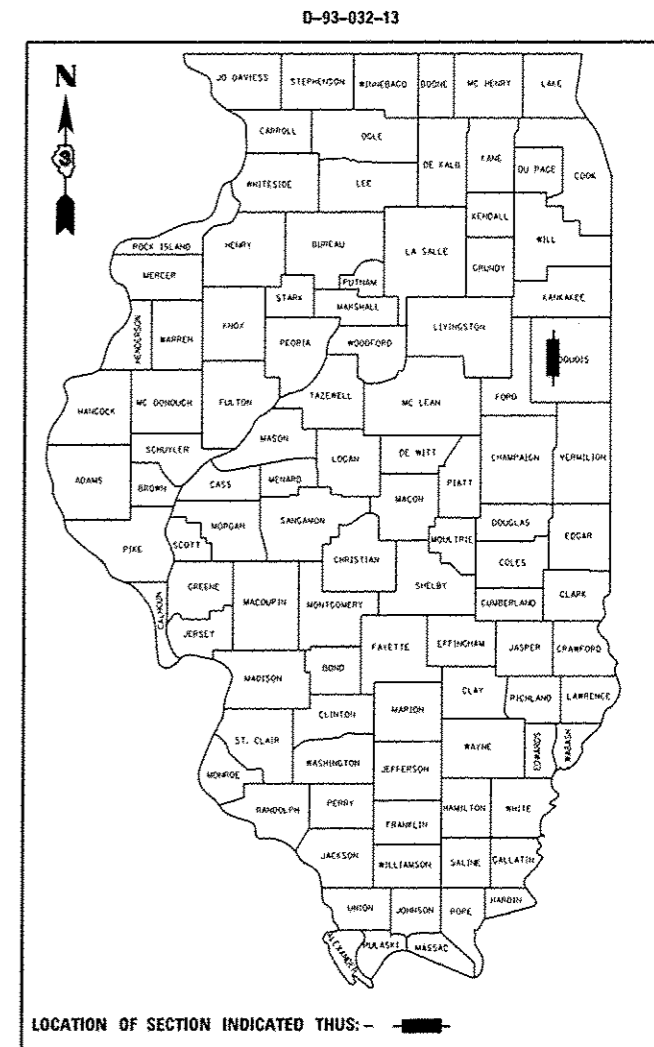 D-93-032-13
N
3
JO DAVIESS STEPHENSON WINNEBAGO BOONE MC HENRY LAKE
CARROLL OGLE DE KALB KANE DU PAGE COOK
WHITESIDE LEE KENDALL WILL
ROCK ISLAND HENRY BUREAU LA SALLE GRUNDY
MERCER PUTNAM KANKAKEE
STARK MARSHALL LIVINGSTON
HENDERSON WARREN KNOX PEORIA WOODFORD OQUOIS
HANCOCK MC DONOUGH FULTON TAZEWELL MC LEAN FORD
MASON
SCHUYLER LOGAN DE WITT CHAMPAIGN VERMILION
ADAMS BROWN CASS MENARD PIATT
MACON
MORGAN SANGAMON DOUGLAS
PIKE SCOTT CHRISTIAN MOULTRIE EDGAR
COLES
GREENE SHELBY CLARK
CALHOUN MACOUPIN MONTGOMERY CUMBERLAND
JERSEY FAYETTE EFFINGHAM JASPER CRAWFORD
BOND
MADISON CLAY RICHLAND LAWRENCE
CLINTON MARION
ST. CLAIR WAYNE EDWARDS WABASH
WASHINGTON JEFFERSON
MONROE
RANDOLPH PERRY HAMILTON WHITE
FRANKLIN
JACKSON WILLIAMSON SALINE GALLATIN
UNION JOHNSON POPE HARDIN
ALEXANDER PULASKI MASSAC
LOCATION OF SECTION INDICATED THUS: -